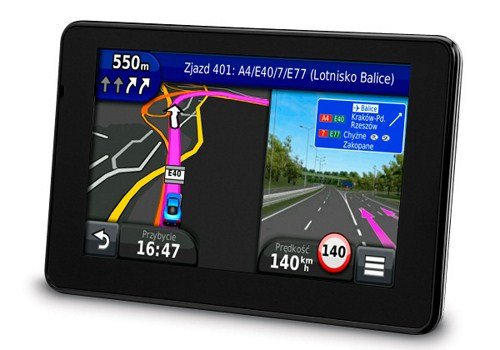 550m
Zjazd 401: A4/E40/7/E77 (Lotnisko Balice)
Balice
A4 E40
Kraków-Pd.
Rzeszów
7 E77 Chyżne
Zakopane
E40
Przybycie
16:47
Prędkość
140 km/h
140